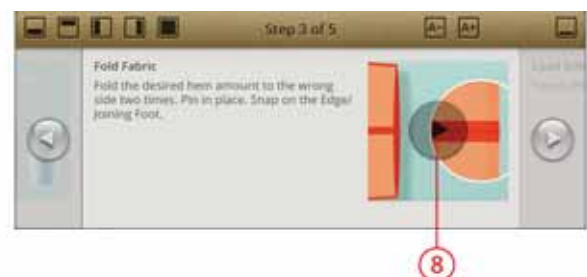 Step 3 of 5
A- A+
Fold Fabric
Fold the desired hem amount to the wrong
side two times. Pin in place. Snap on the Edge/
Joining Foot.
8